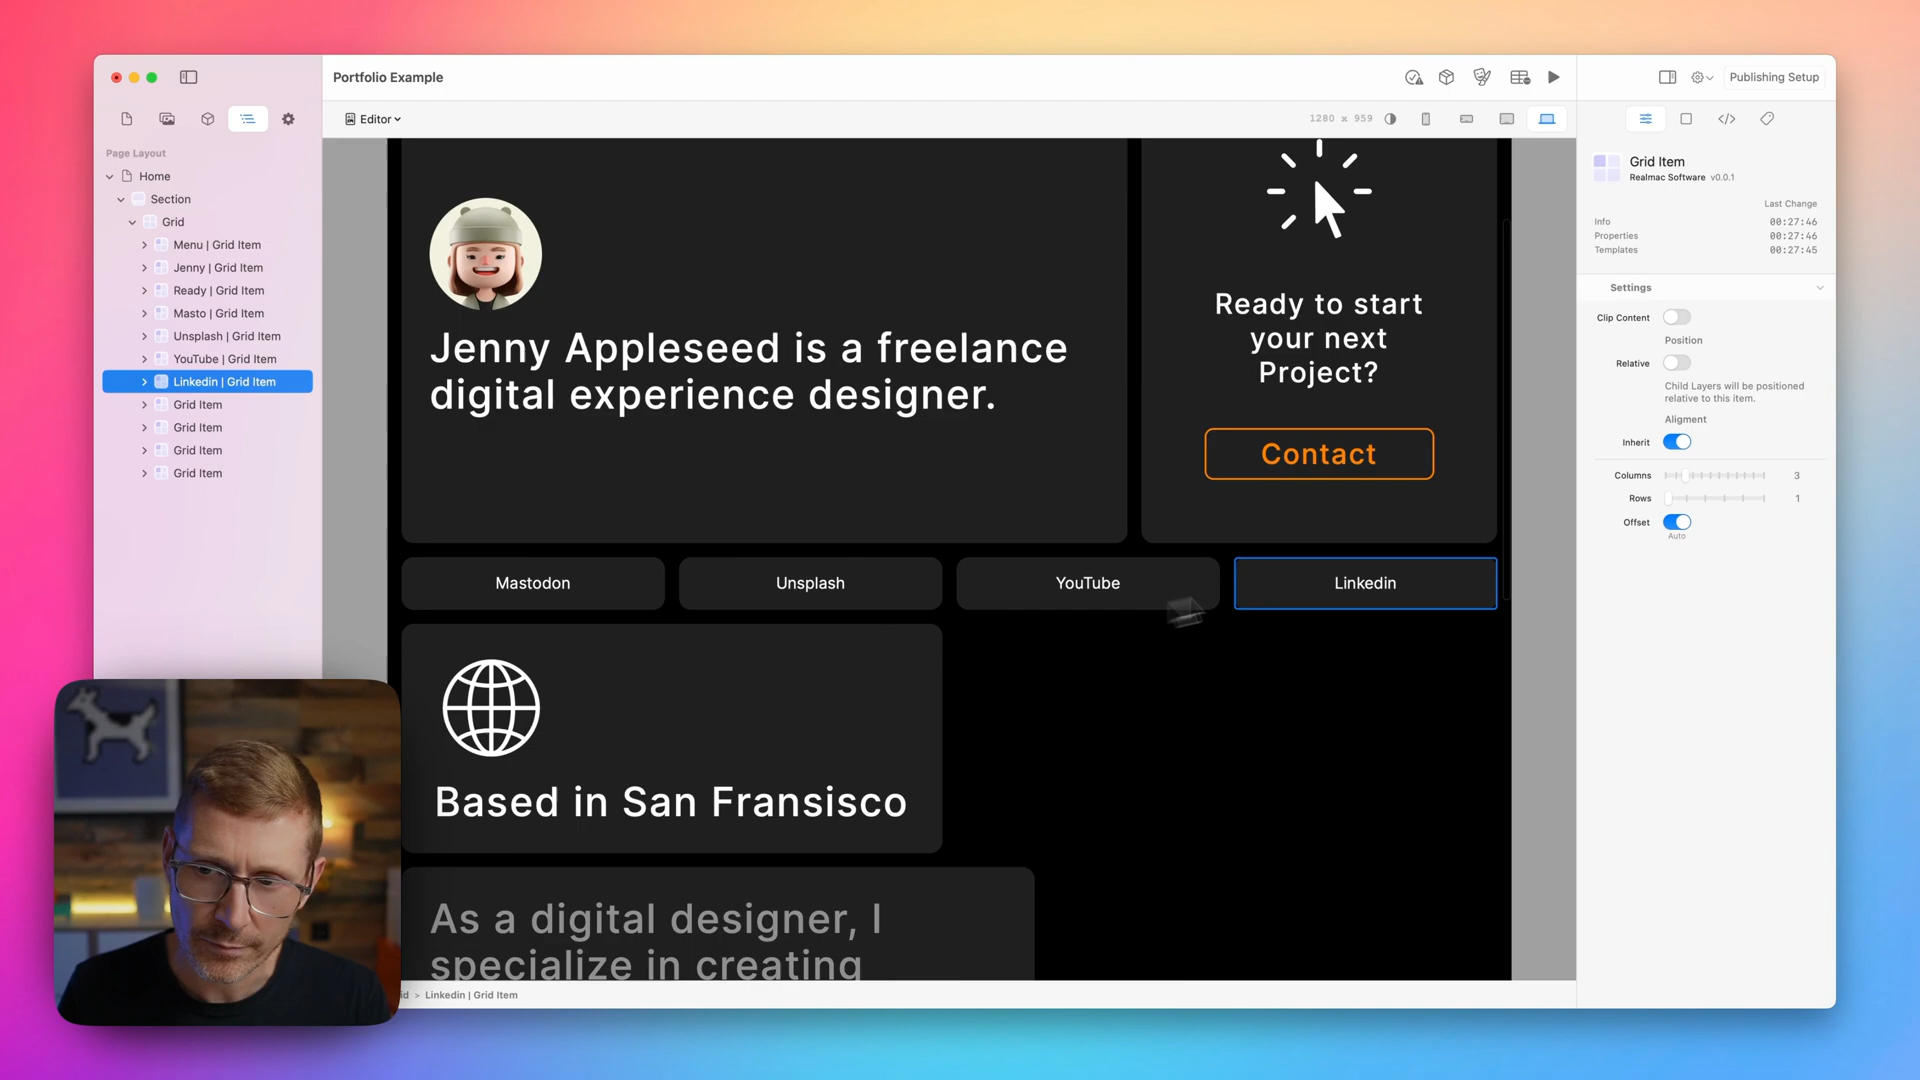 Portfolio Example
Publishing Setup
Editor
1280 x 959
Page Layout
Home
Section
Grid
Menu | Grid Item
Jenny | Grid Item
Ready | Grid Item
Masto | Grid Item
Unsplash | Grid Item
YouTube | Grid Item
Linkedin | Grid Item
Grid Item
Grid Item
Grid Item
Grid Item
Jenny Appleseed is a freelance
digital experience designer.
Ready to start
your next
Project?
Contact
Mastodon
Unsplash
YouTube
Linkedin
Based in San Fransisco
As a digital designer, I
specialize in creating
id > Linkedin | Grid Item
Grid Item
Realmac Software v0.0.1
Last Change
Info 00:27:46
Properties 00:27:46
Templates 00:27:45
Settings
Clip Content
Position
Relative
Child Layers will be positioned
relative to this item.
Aligment
Inherit
Columns 3
Rows 1
Offset
Auto